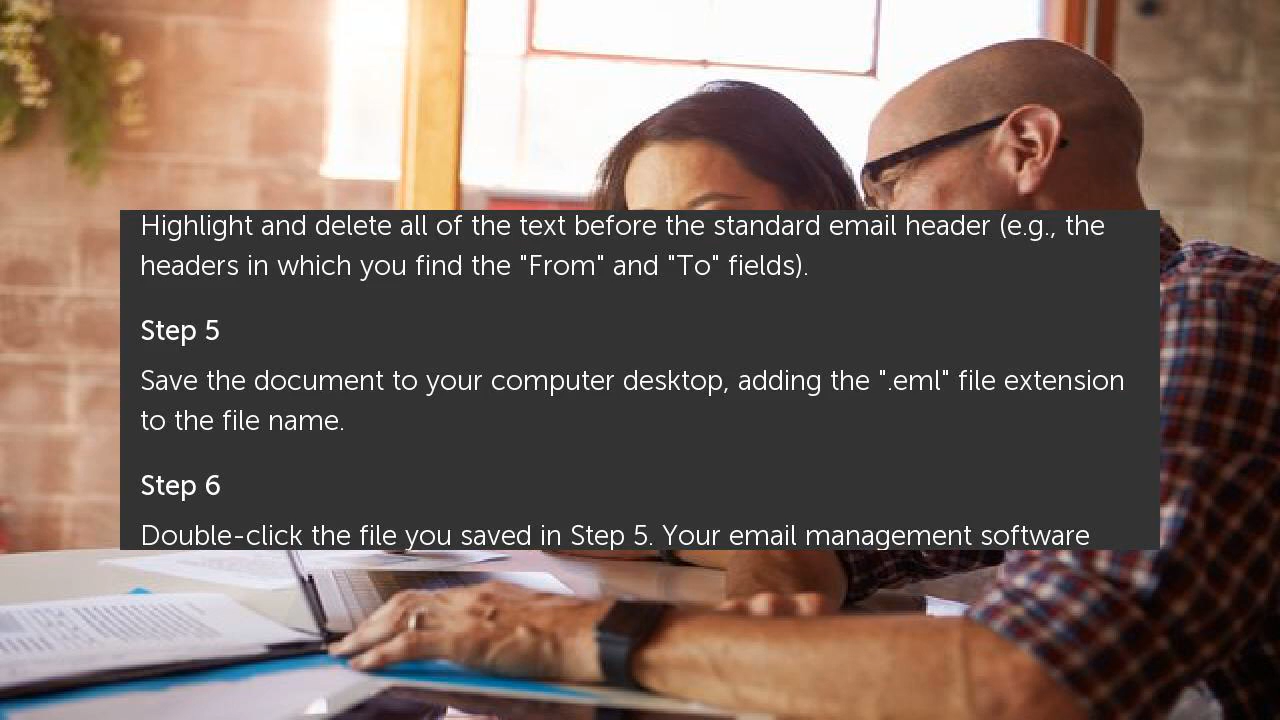 Highlight and delete all of the text before the standard email header (e.g., the
headers in which you find the "From" and "To" fields).
Step 5
Save the document to your computer desktop, adding the ".eml" file extension
to the file name.
Step 6
Double-click the file you saved in Step 5. Your email management software